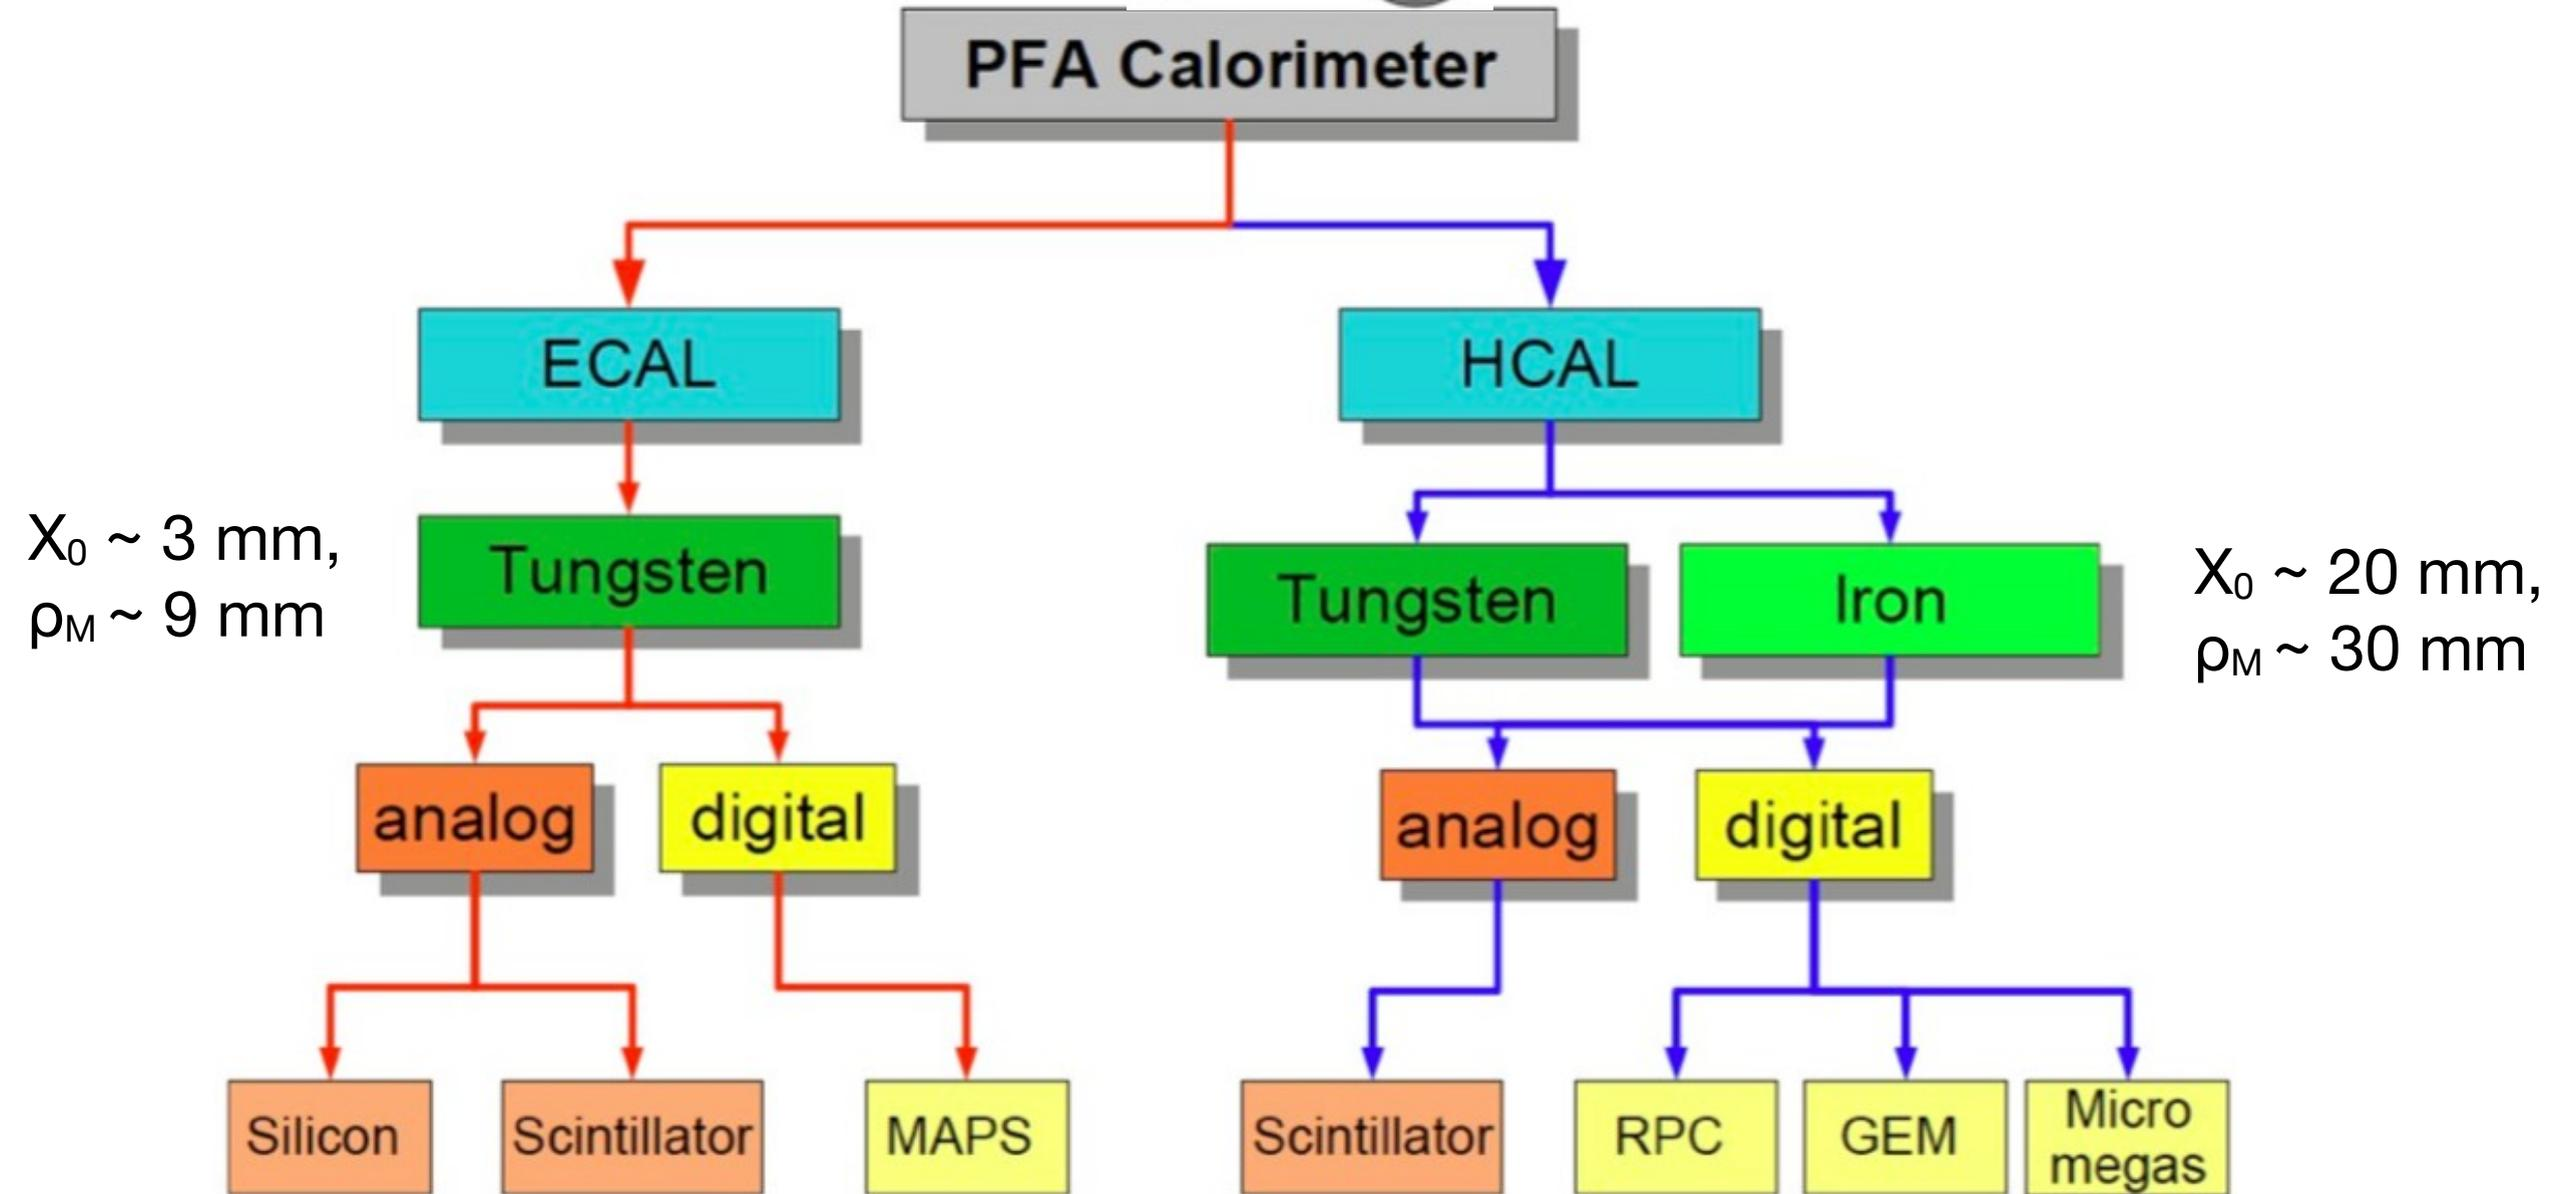 PFA Calorimeter
ECAL
HCAL
X₀ ~ 3 mm,
ρM ~ 9 mm
Tungsten
Tungsten
Iron
X₀ ~ 20 mm,
ρM ~ 30 mm
analog
digital
analog
digital
Silicon
Scintillator
MAPS
Scintillator
RPC
GEM
Micro
megas